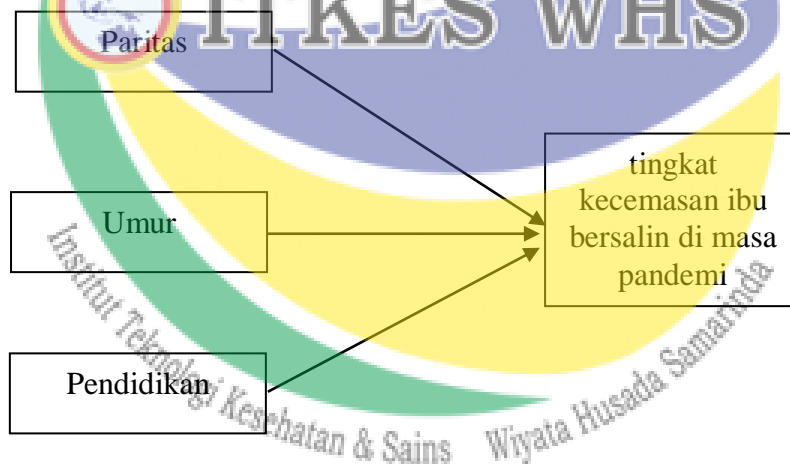 ITKES WHS
Paritas
Umur
Pendidikan
tingkat
kecemasan ibu
bersalin di masa
pandemi
Institut Teknologi Kesehatan & Sains Wiyata Husada Samarinda